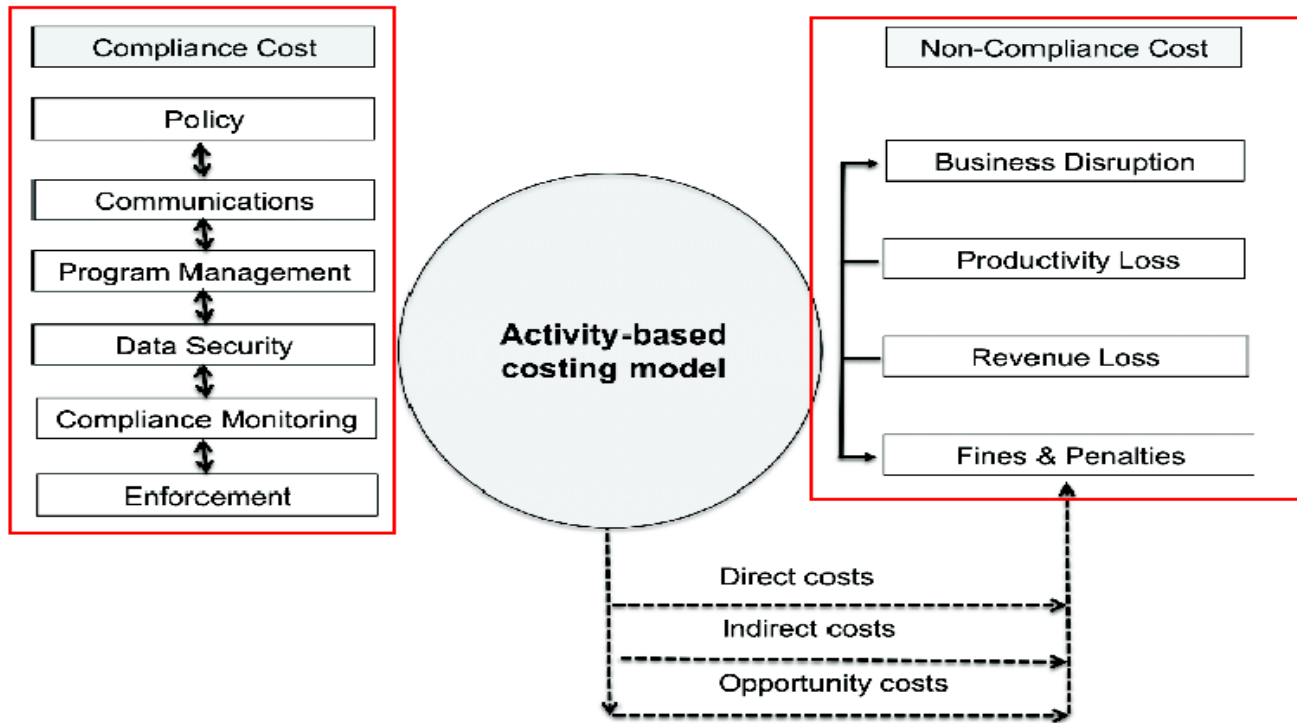 Compliance Cost
Policy
Communications
Program Management
Data Security
Compliance Monitoring
Enforcement
Activity-based
costing model
Non-Compliance Cost
Business Disruption
Productivity Loss
Revenue Loss
Fines & Penalties
Direct costs
Indirect costs
Opportunity costs